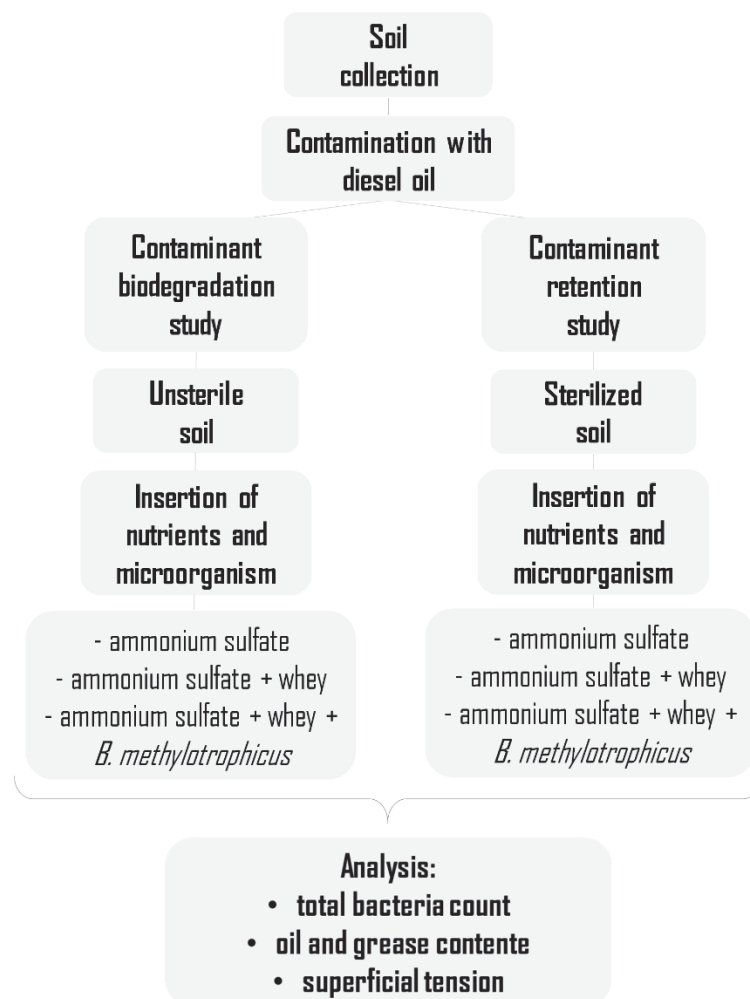 Soil
collection
Contamination with
diesel oil
Contaminant
biodegradation
study
Unsterile
soil
Insertion of
nutrients and
microorganism
- ammonium sulfate
- ammonium sulfate + whey
- ammonium sulfate + whey +
B. methylotrophicus
Contaminant
retention
study
Sterilized
soil
Insertion of
nutrients and
microorganism
- ammonium sulfate
- ammonium sulfate + whey
- ammonium sulfate + whey +
B. methylotrophicus
Analysis:
• total bacteria count
• oil and grease contente
• superficial tension